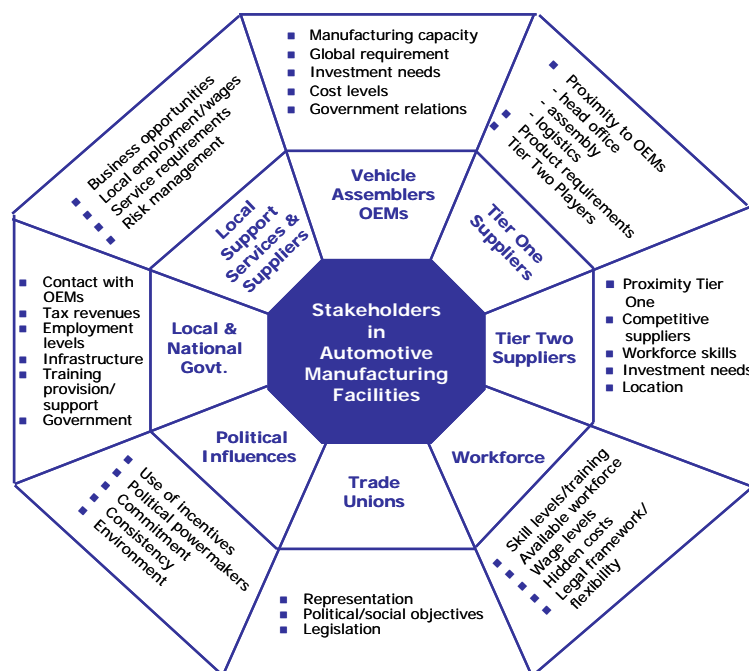 Manufacturing capacity
Global requirement
Investment needs
Cost levels
Government relations
Vehicle
Assemblers
OEMs
Proximity to OEMs
- head office
- assembly
- logistics
Product requirements
Tier Two Players
Tier One
Suppliers
Proximity Tier
One
Competitive
suppliers
Workforce skills
Investment needs
Location
Tier Two
Suppliers
Skill levels/training
Available workforce
Wage levels
Hidden costs
Legal framework/
flexibility
Workforce
Representation
Political/social objectives
Legislation
Trade
Unions
Use of incentives
Political powermakers
Commitment
Consistency
Environment
Political
Influences
Contact with
OEMs
Tax revenues
Employment
levels
Infrastructure
Training
provision/
support
Government
Local &
National
Govt.
Business opportunities
Local employment/wages
Service requirements
Risk management
Local
Support
Services &
Suppliers
Stakeholders
in
Automotive
Manufacturing
Facilities